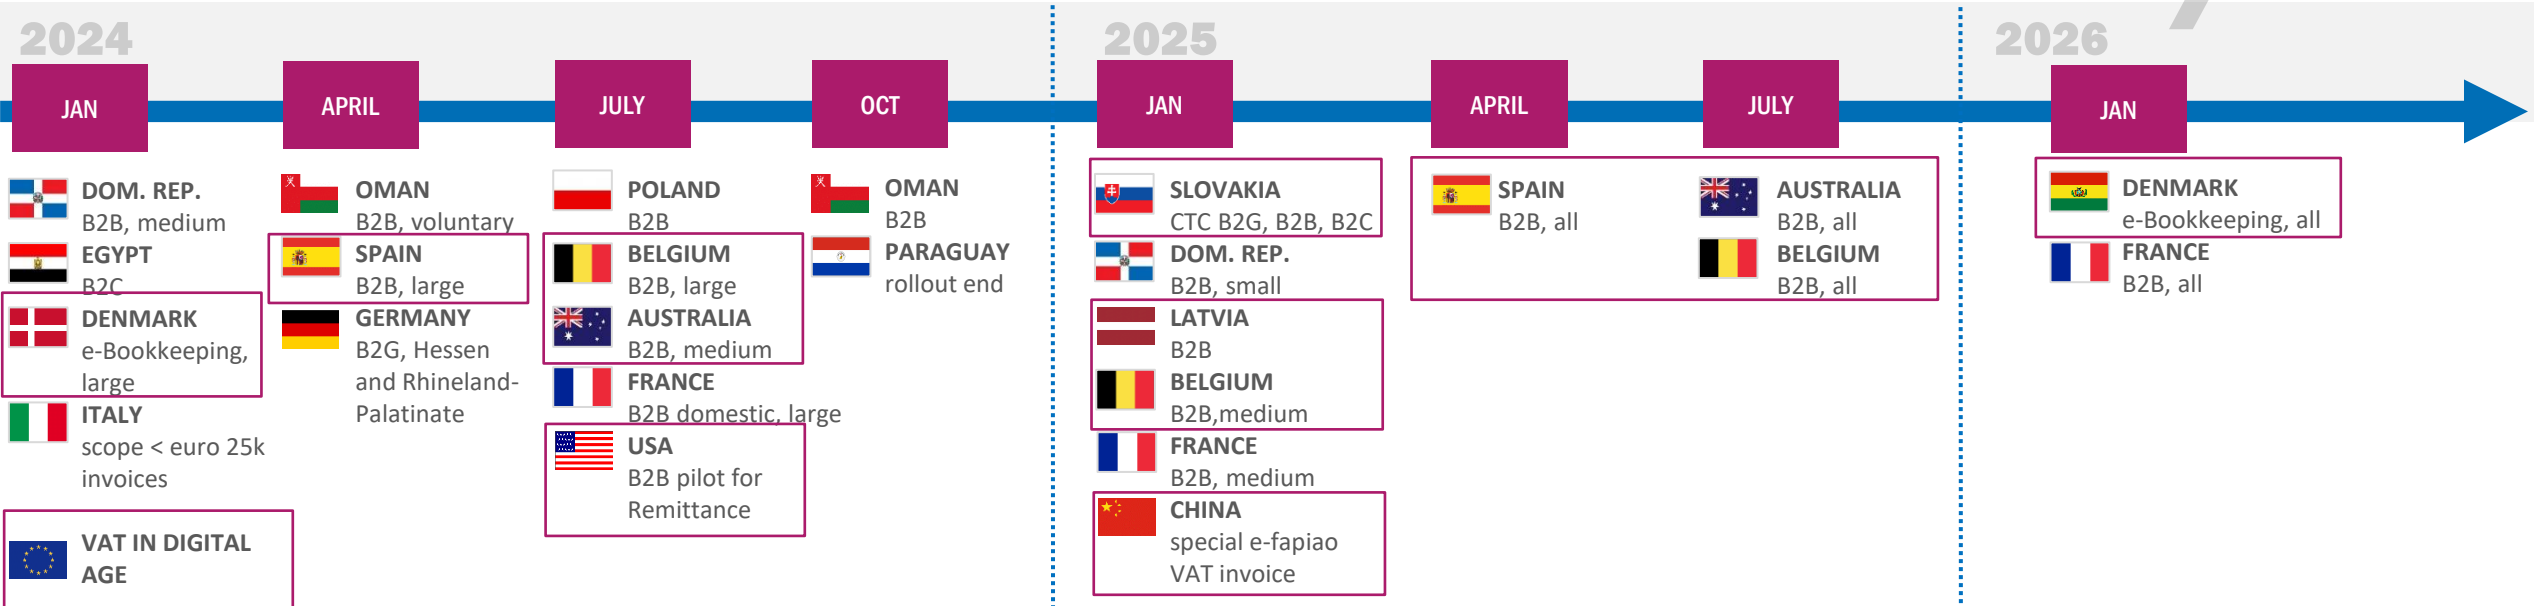 2024
2025
2026
JAN
APRIL
JULY
OCT
JAN
APRIL
JULY
JAN
DOM. REP.
B2B, medium
EGYPT
B2C
DENMARK
e-Bookkeeping,
large
ITALY
scope < euro 25k
invoices
VAT IN DIGITAL
AGE
OMAN
B2B, voluntary
SPAIN
B2B, large
GERMANY
B2G, Hessen
and Rhineland-
Palatinate
POLAND
B2B
BELGIUM
B2B, large
AUSTRALIA
B2B, medium
FRANCE
B2B domestic, large
USA
B2B pilot for
Remittance
OMAN
B2B
PARAGUAY
rollout end
SLOVAKIA
CTC B2G, B2B, B2C
DOM. REP.
B2B, small
LATVIA
B2B
BELGIUM
B2B,medium
FRANCE
B2B, medium
CHINA
special e-fapiao
VAT invoice
SPAIN
B2B, all
AUSTRALIA
B2B, all
BELGIUM
B2B, all
DENMARK
e-Bookkeeping, all
FRANCE
B2B, all